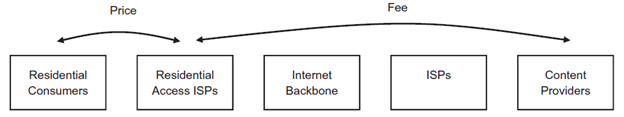 Price
Fee
Residential
Consumers
Residential
Access ISPs
Internet
Backbone
ISPs
Content
Providers